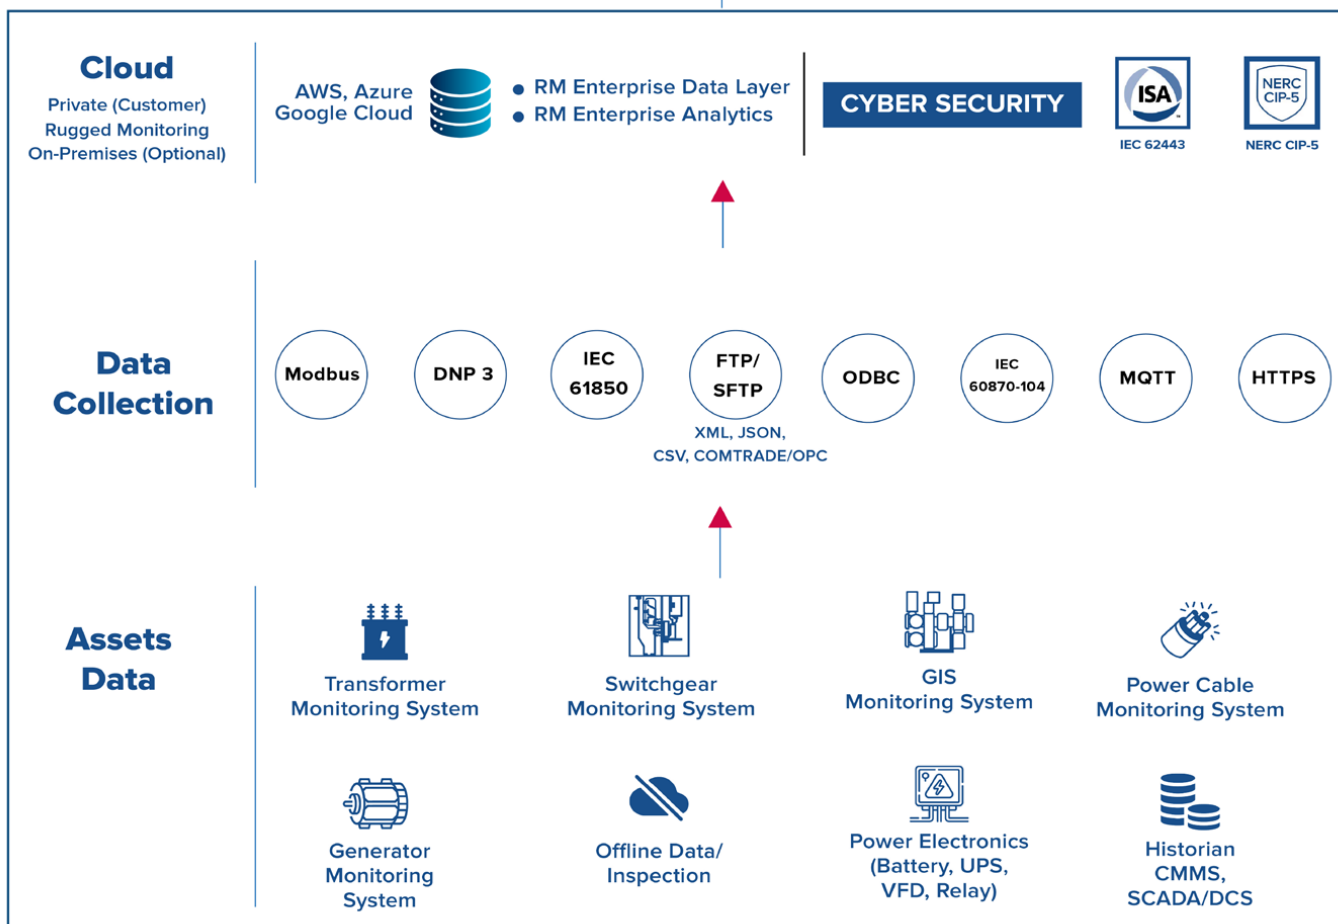 Cloud
Private (Customer)
Rugged Monitoring
On-Premises (Optional)
AWS, Azure
Google Cloud
• RM Enterprise Data Layer
• RM Enterprise Analytics
CYBER SECURITY
ISA
IEC 62443
NERC
CIP-5
NERC CIP-5
Data
Collection
Modbus
DNP 3
IEC
61850
FTP/
SFTP
XML, JSON,
CSV, COMTRADE/OPC
ODBC
IEC
60870-104
MQTT
HTTPS
Assets
Data
Transformer
Monitoring System
Switchgear
Monitoring System
GIS
Monitoring System
Power Cable
Monitoring System
Generator
Monitoring
System
Offline Data/
Inspection
Power Electronics
(Battery, UPS,
VFD, Relay)
Historian
CMMS,
SCADA/DCS